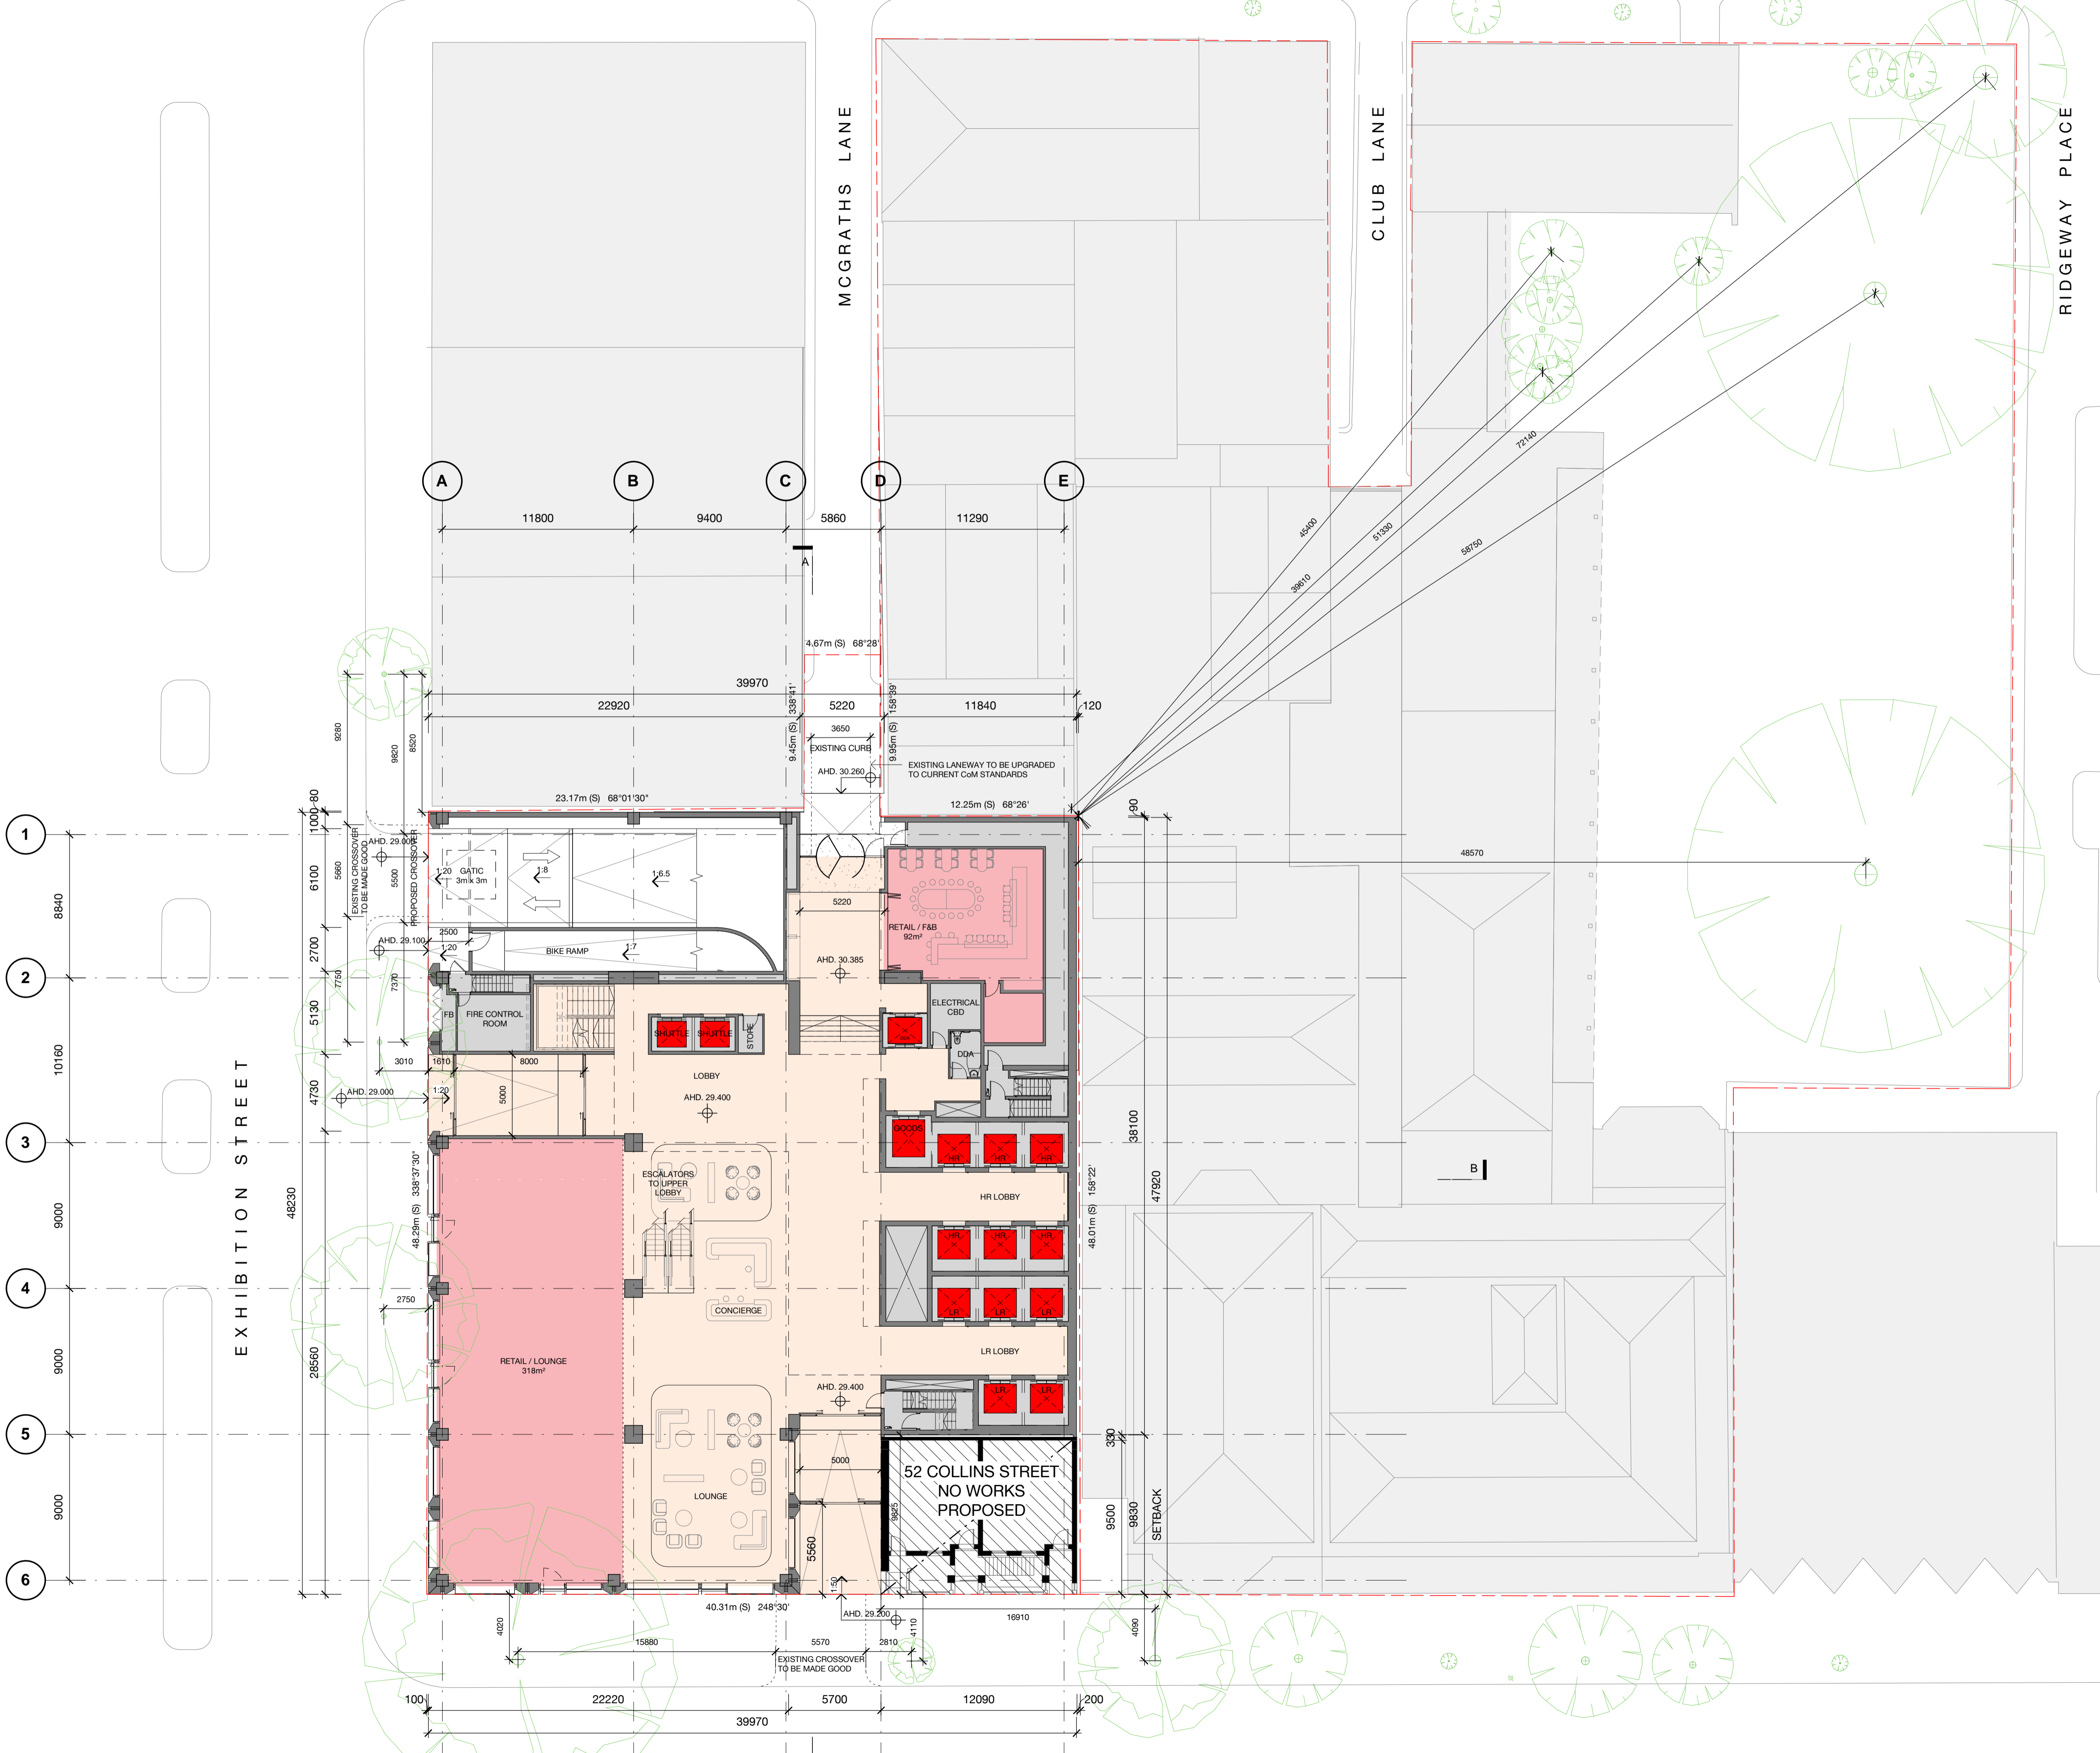 MCGRATHS LANE
CLUB LANE
RIDGEWAY PLACE
EXHIBITION STREET
A
B
C
D
E
11800
9400
5860
11290
A
72140
45400
51330
58750
39610
4.67m (S) 68°28'
39970
22920
5220
11840
120
9.45m (S) 338°41'
9.95m (S) 158°39'
3650
EXISTING CURB
AHD. 30.260
EXISTING LANEWAY TO BE UPGRADED
TO CURRENT CoM STANDARDS
9280
9820
8520
23.17m (S) 68°01'30"
12.25m (S) 68°26'
1
2
3
4
5
6
8840
10160
9000
9000
9000
80
1000
6100
2700
5130
4730
28560
48230
5660
7750
5500
7370
EXISTING CROSSOVER
TO BE MADE GOOD
PROPOSED CROSSOVER
AHD. 29.000
1:20
GATIC
3m x 3m
1:8
1:6.5
2500
AHD. 29.100
1:20
BIKE RAMP
1:7
5220
AHD. 30.385
RETAIL / F&B
92m²
90
48570
FB
FIRE CONTROL
ROOM
SHUTTLE
SHUTTLE
STORE
ELECTRICAL
CBD
DDA
3010
1610
8000
5000
AHD. 29.000
1:20
LOBBY
AHD. 29.400
GOODS
HR
HR
HR
HR LOBBY
HR
HR
HR
LR
LR
LR
LR LOBBY
LR
LR
ESCALATORS
TO UPPER
LOBBY
CONCIERGE
48.29m (S) 338°37'30"
48.01m (S) 158°22'
38100
47920
B
2750
RETAIL / LOUNGE
318m²
AHD. 29.400
LOUNGE
5000
5560
9825
52 COLLINS STREET
NO WORKS
PROPOSED
330
9500
9830
SETBACK
1:50
40.31m (S) 248°30'
AHD. 29.200
16910
4020
4110
4090
15880
5570
2810
EXISTING CROSSOVER
TO BE MADE GOOD
100
22220
5700
12090
200
39970